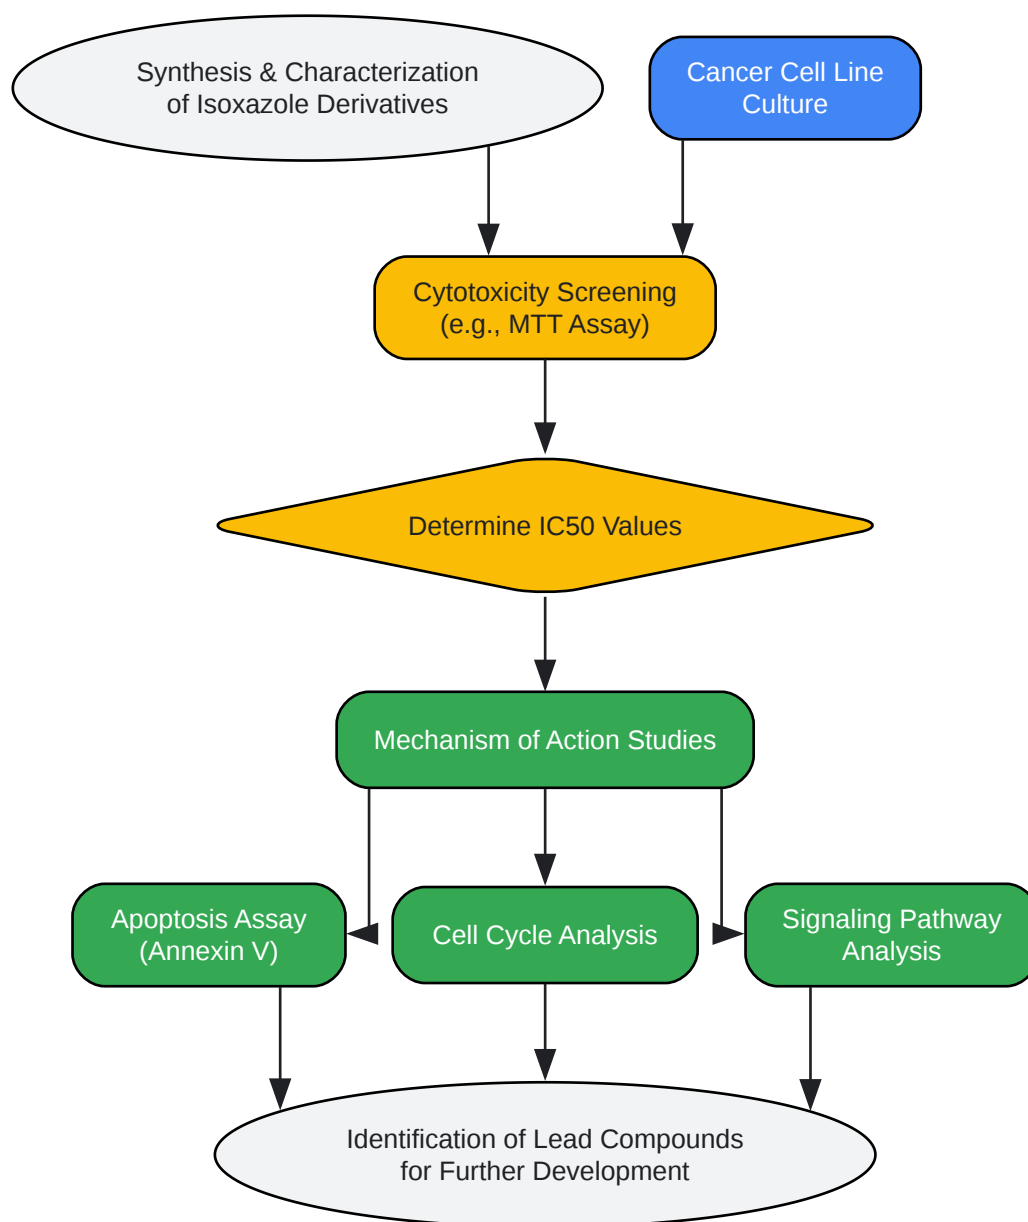 Synthesis & Characterization
of Isoxazole Derivatives
Cancer Cell Line
Culture
Cytotoxicity Screening
(e.g., MTT Assay)
Determine IC50 Values
Mechanism of Action Studies
Apoptosis Assay
(Annexin V)
Cell Cycle Analysis
Signaling Pathway
Analysis
Identification of Lead Compounds
for Further Development